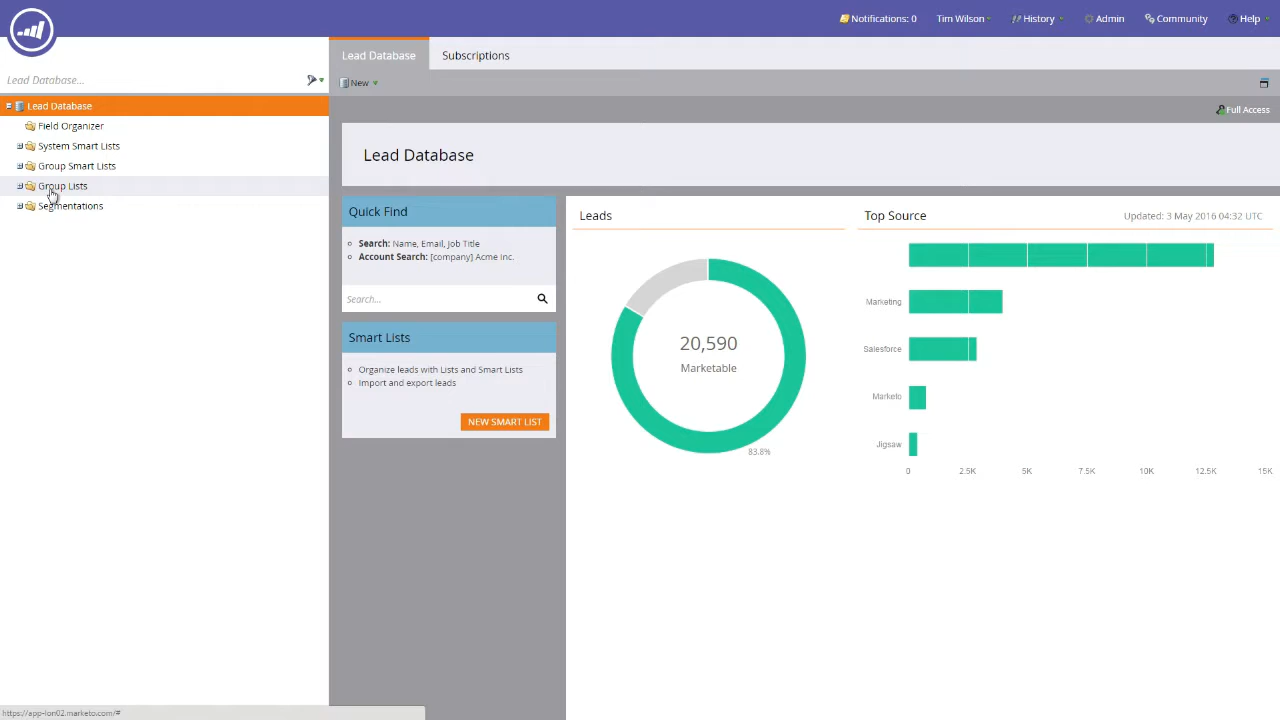 Notifications: 0
Tim Wilson
History
Admin
Community
Help
Lead Database...
Lead Database
Subscriptions
New
Full Access
Lead Database
Field Organizer
System Smart Lists
Group Smart Lists
Group Lists
Segmentations
Lead Database
Quick Find
Search: Name, Email, Job Title
Account Search: [company] Acme Inc.
Search...
Smart Lists
Organize leads with Lists and Smart Lists
Import and export leads
NEW SMART LIST
Leads
20,590
Marketable
83.8%
Top Source
Updated: 3 May 2016 04:32 UTC
Marketing
Salesforce
Marketo
Jigsaw
0 2.5K 5K 7.5K 10K 12.5K 15K
https://app-lon02.marketo.com/#